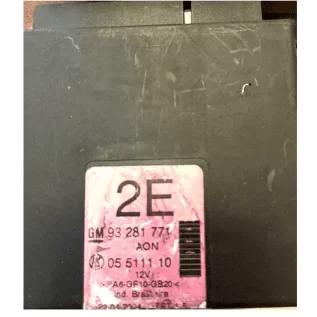 2E
GM 93 281 771
AON
05 5111 10
12V
>PA6-GF10-GB20<
Ind. Brasileira